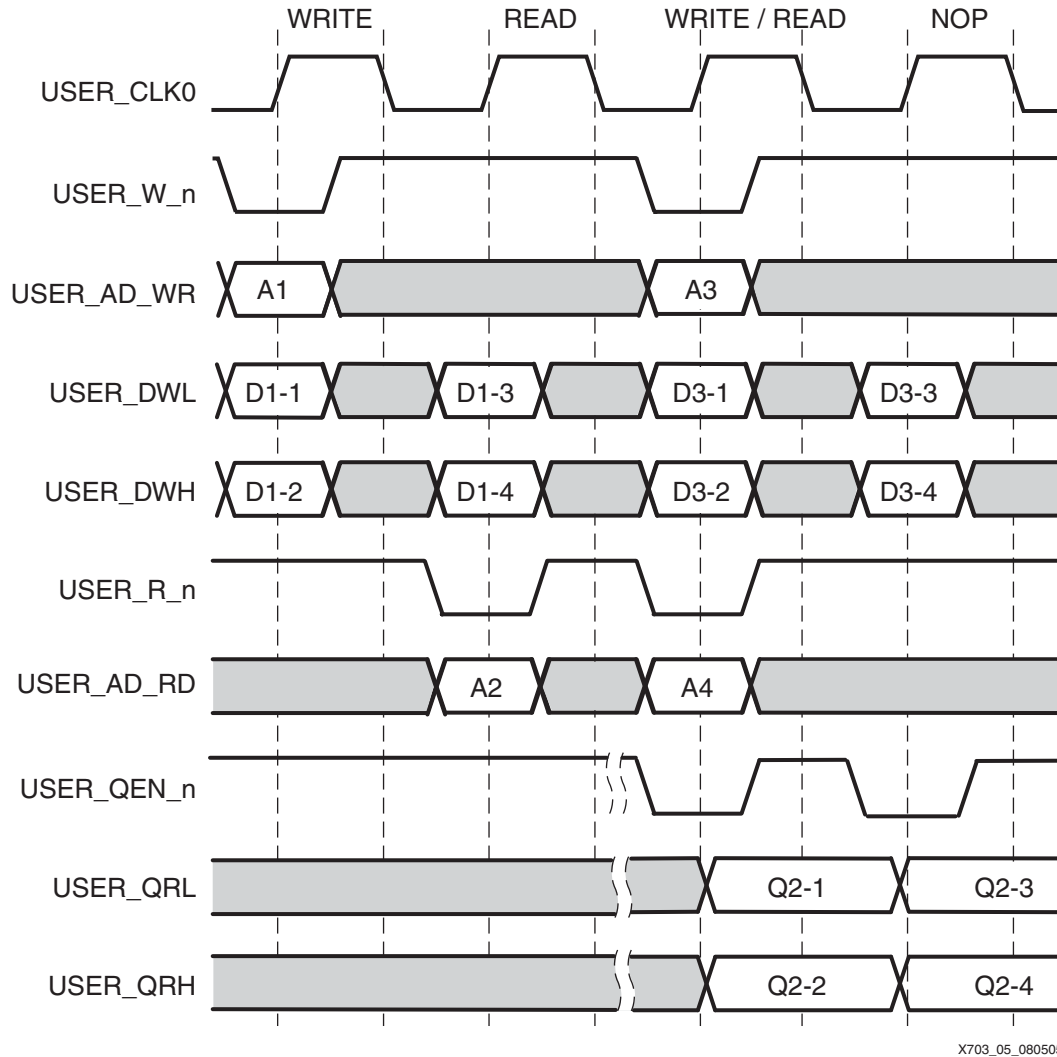 WRITE READ WRITE / READ NOP
USER_CLK0
USER_W_n
USER_AD_WR A1 A3
USER_DWL D1-1 D1-3 D3-1 D3-3
USER_DWH D1-2 D1-4 D3-2 D3-4
USER_R_n
USER_AD_RD A2 A4
USER_QEN_n
USER_QRL Q2-1 Q2-3
USER_QRH Q2-2 Q2-4
X703_05_080505